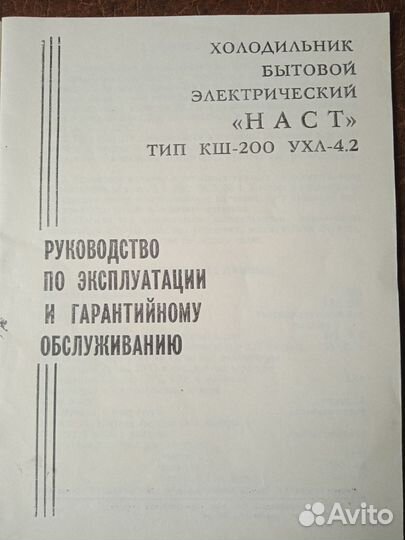 ХОЛОДИЛЬНИК
БЫТОВОЙ
ЭЛЕКТРИЧЕСКИЙ
«НАСТ»
ТИП КШ-200 УХЛ-4.2
РУКОВОДСТВО
ПО ЭКСПЛУАТАЦИИ
И ГАРАНТИЙНОМУ
ОБСЛУЖИВАНИЮ
Avito